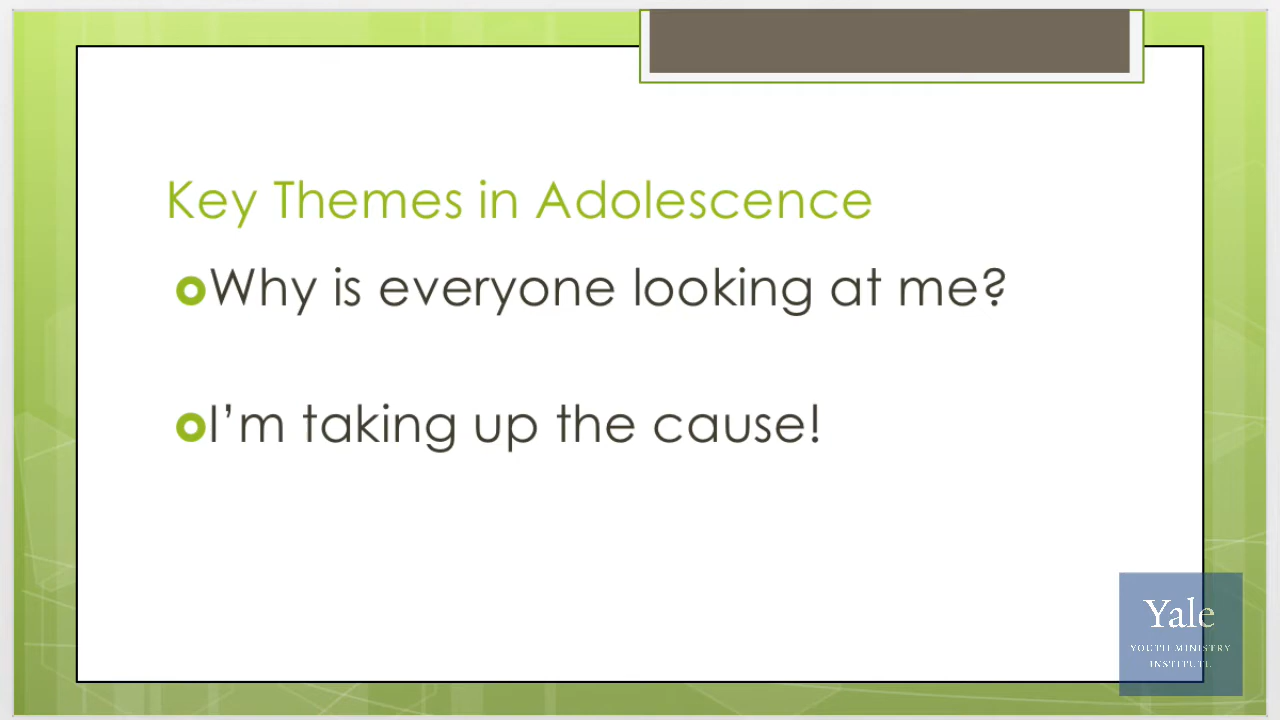 Key Themes in Adolescence
Why is everyone looking at me?
I’m taking up the cause!
Yale
YOUTH MINISTRY
INSTITUTE